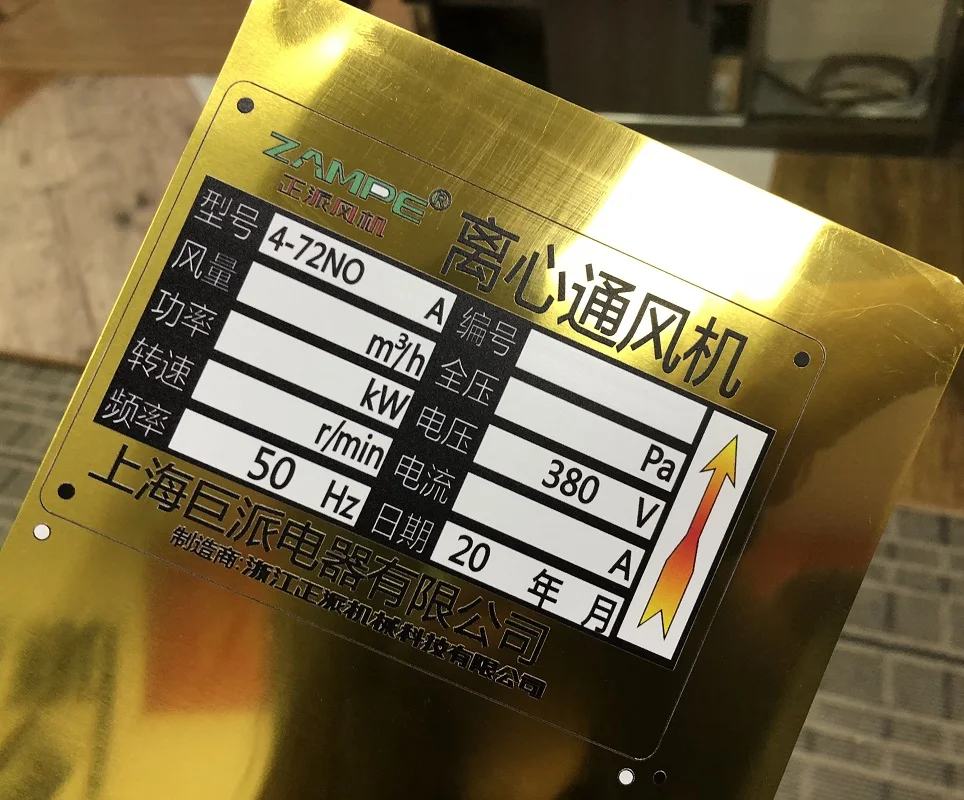 ZAMPE®
正派风机
离心通风机
型号 4-72NO A 编号
风量 m³/h 全压 Pa
功率 kW 电压 380 V
转速 r/min 电流 A
频率 50 Hz 日期 20 年 月
上海巨派电器有限公司
制造商:浙江正派机械科技有限公司